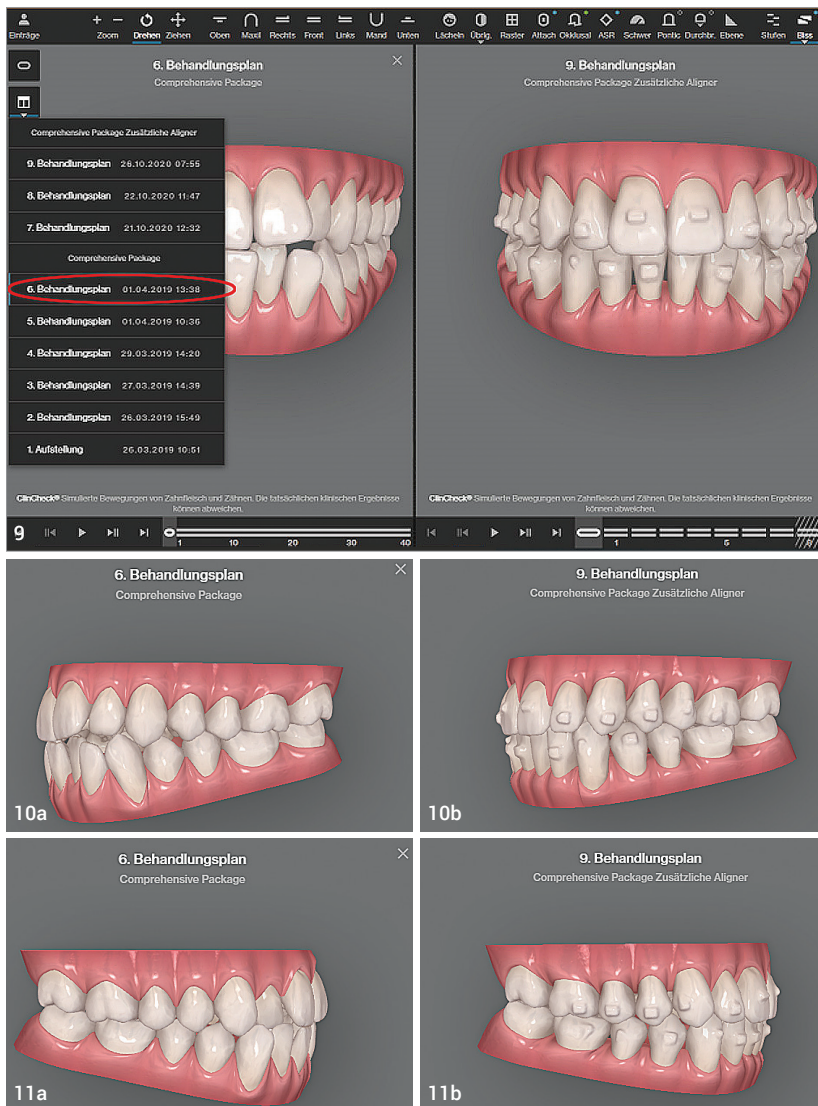 Einträge
Zoom
Drehen Ziehen
Oben Maxil Rechts Front Links Mand Unten
Lächeln Übrig. Raster Attach Okklusal ASR Schwer Pontic Durchbr. Ebene
Stufen Biss
6. Behandlungsplan
Comprehensive Package
9. Behandlungsplan
Comprehensive Package Zusätzliche Aligner
Comprehensive Package Zusätzliche Aligner
9. Behandlungsplan 26.10.2020 07:55
8. Behandlungsplan 22.10.2020 11:47
7. Behandlungsplan 21.10.2020 12:32
Comprehensive Package
6. Behandlungsplan 01.04.2019 13:38
5. Behandlungsplan 01.04.2019 10:36
4. Behandlungsplan 29.03.2019 14:20
3. Behandlungsplan 27.03.2019 14:39
2. Behandlungsplan 26.03.2019 15:49
1. Aufstellung 26.03.2019 10:51
ClinCheck® Simulierte Bewegungen von Zahnfleisch und Zähnen. Die tatsächlichen klinischen Ergebnisse
können abweichen.
ClinCheck® Simulierte Bewegungen von Zahnfleisch und Zähnen. Die tatsächlichen klinischen Ergebnisse
können abweichen.
9
1 10 20 30 40
1 5
6. Behandlungsplan
Comprehensive Package
10a
9. Behandlungsplan
Comprehensive Package Zusätzliche Aligner
10b
6. Behandlungsplan
Comprehensive Package
11a
9. Behandlungsplan
Comprehensive Package Zusätzliche Aligner
11b